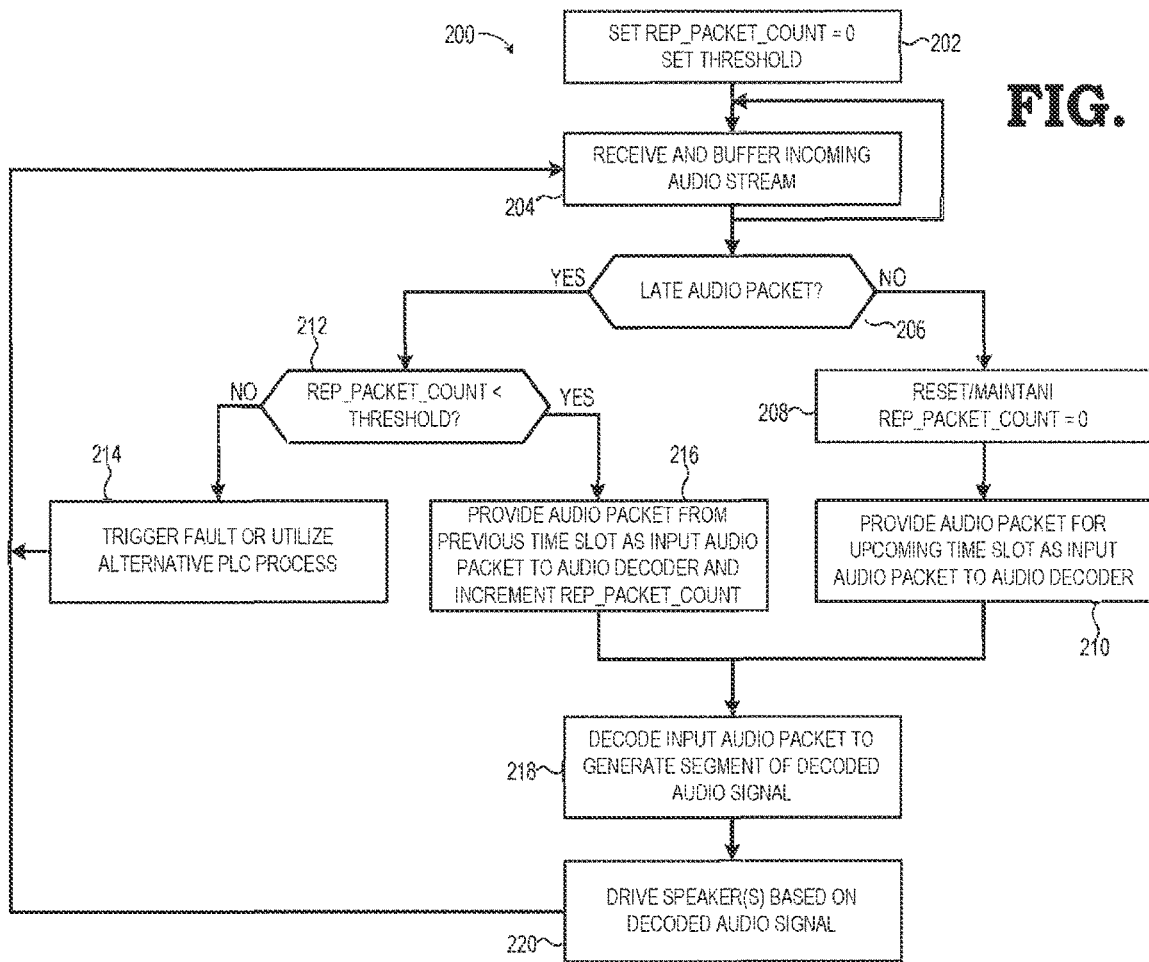 200
SET REP_PACKET_COUNT = 0
SET THRESHOLD
202
FIG.
RECEIVE AND BUFFER INCOMING
AUDIO STREAM
204
YES
LATE AUDIO PACKET?
NO
206
212
NO
REP_PACKET_COUNT <
THRESHOLD?
YES
208
RESET/MAINTANI
REP_PACKET_COUNT = 0
214
TRIGGER FAULT OR UTILIZE
ALTERNATIVE PLC PROCESS
216
PROVIDE AUDIO PACKET FROM
PREVIOUS TIME SLOT AS INPUT AUDIO
PACKET TO AUDIO DECODER AND
INCREMENT REP_PACKET_COUNT
PROVIDE AUDIO PACKET FOR
UPCOMING TIME SLOT AS INPUT
AUDIO PACKET TO AUDIO DECODER
210
218
DECODE INPUT AUDIO PACKET TO
GENERATE SEGMENT OF DECODED
AUDIO SIGNAL
DRIVE SPEAKER(S) BASED ON
DECODED AUDIO SIGNAL
220